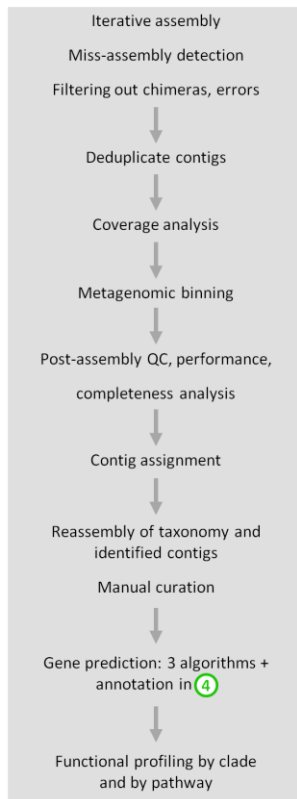 Iterative assembly
Miss-assembly detection
Filtering out chimeras, errors
Deduplicate contigs
Coverage analysis
Metagenomic binning
Post-assembly QC, performance,
completeness analysis
Contig assignment
Reassembly of taxonomy and
identified contigs
Manual curation
Gene prediction: 3 algorithms +
annotation in 4
Functional profiling by clade
and by pathway